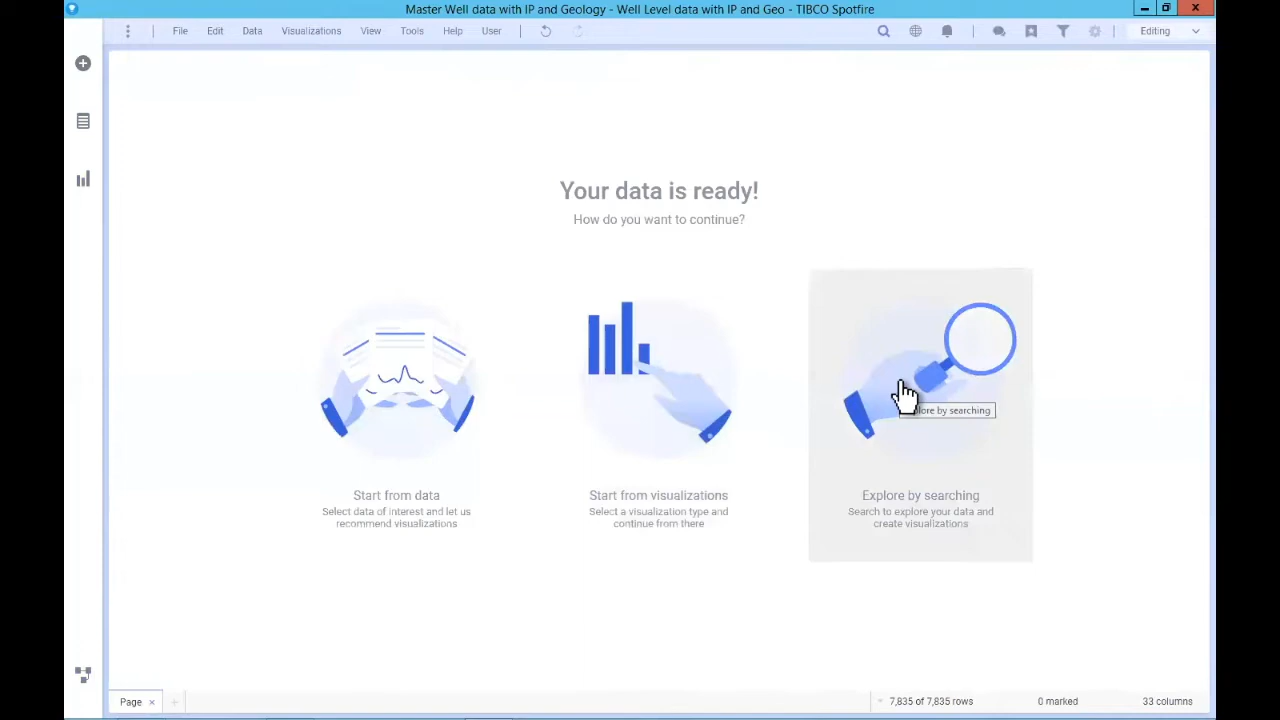 Master Well data with IP and Geology - Well Level data with IP and Geo - TIBCO Spotfire
File Edit Data Visualizations View Tools Help User Editing
Your data is ready!
How do you want to continue?
Start from data
Select data of interest and let us
recommend visualizations
Start from visualizations
Select a visualization type and
continue from there
lore by searching
Explore by searching
Search to explore your data and
create visualizations
Page
7,835 of 7,835 rows 0 marked 33 columns